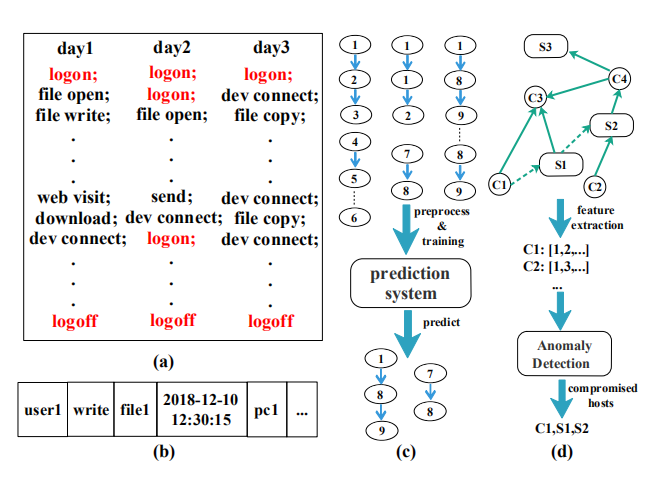 day1 day2 day3
logon; logon; logon;
file open; logon; dev connect;
file write; file open; file copy;
. . .
. . .
. . .
web visit; send; dev connect;
download; dev connect; file copy;
dev connect; logon; dev connect;
. . .
. . .
. . .
logoff logoff logoff
(a)
user1 write file1 2018-12-10 12:30:15 pc1 ...
(b)
1 1 1
2 1 8
3 2 9
4 7 8
5 8 9
6
preprocess
&
training
prediction
system
predict
1 7
8 8
9
(c)
S3
C4
C3
S2
S1
C1 C2
feature
extraction
C1: [1,2,...]
C2: [1,3,...]
...
Anomaly
Detection
compromised
hosts
C1,S1,S2
(d)